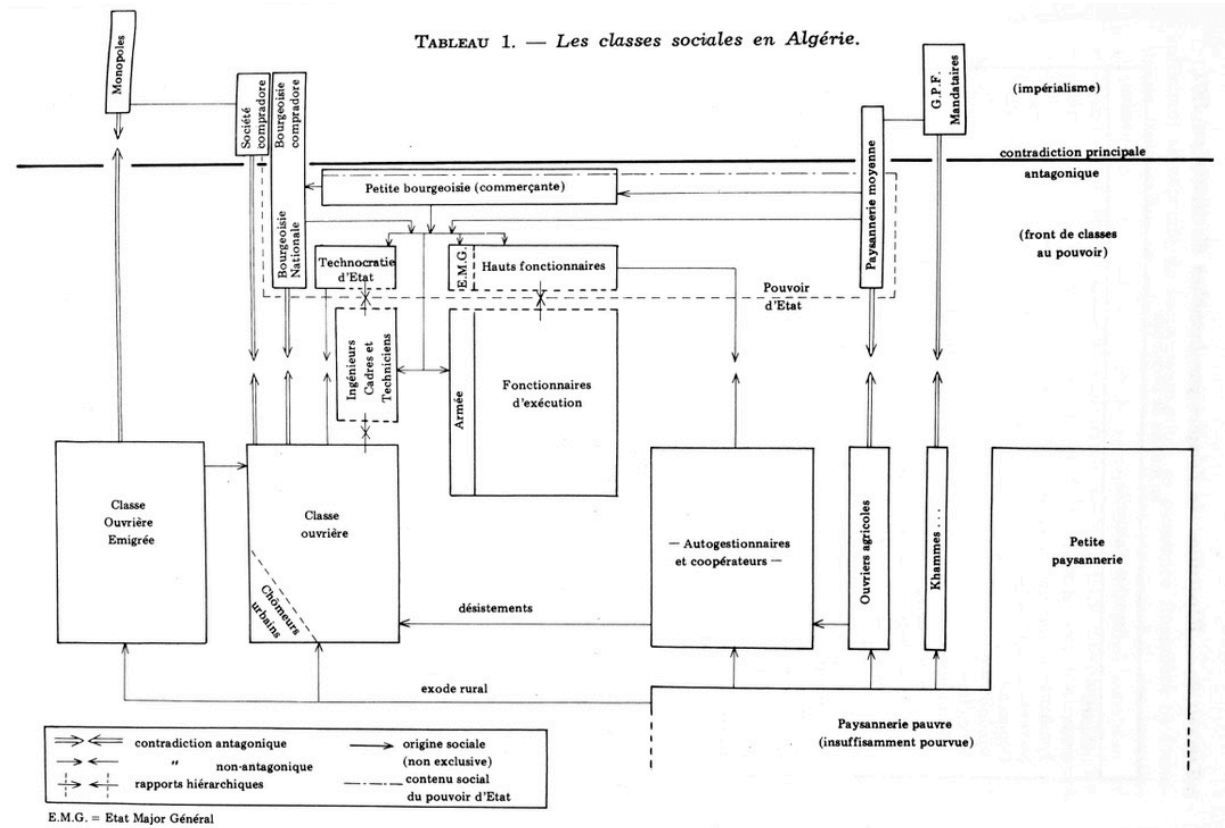 TABLEAU 1. — Les classes sociales en Algérie.
Monopoles
Société
compradore
Bourgeoisie
compradore
Bourgeoisie
Nationale
G.P.F.
Mandataires
(impérialisme)
contradiction principale
antagonique
Petite bourgeoisie (commerçante)
Paysannerie moyenne
(front de classes
au pouvoir)
Technocratie
d'Etat
E.M.G.
Hauts fonctionnaires
Pouvoir
d'Etat
Ingénieurs
Cadres et
Techniciens
Armée
Fonctionnaires
d'exécution
Classe
Ouvrière
Emigrée
Classe
ouvrière
Chômeurs
urbains
— Autogestionnaires
et coopérateurs —
Ouvriers agricoles
Khammes . . .
Petite
paysannerie
désistements
exode rural
Paysannerie pauvre
(insuffisamment pourvue)
contradiction antagonique
" non-antagonique
rapports hiérarchiques
origine sociale
(non exclusive)
contenu social
du pouvoir d'Etat
E.M.G. = Etat Major Général